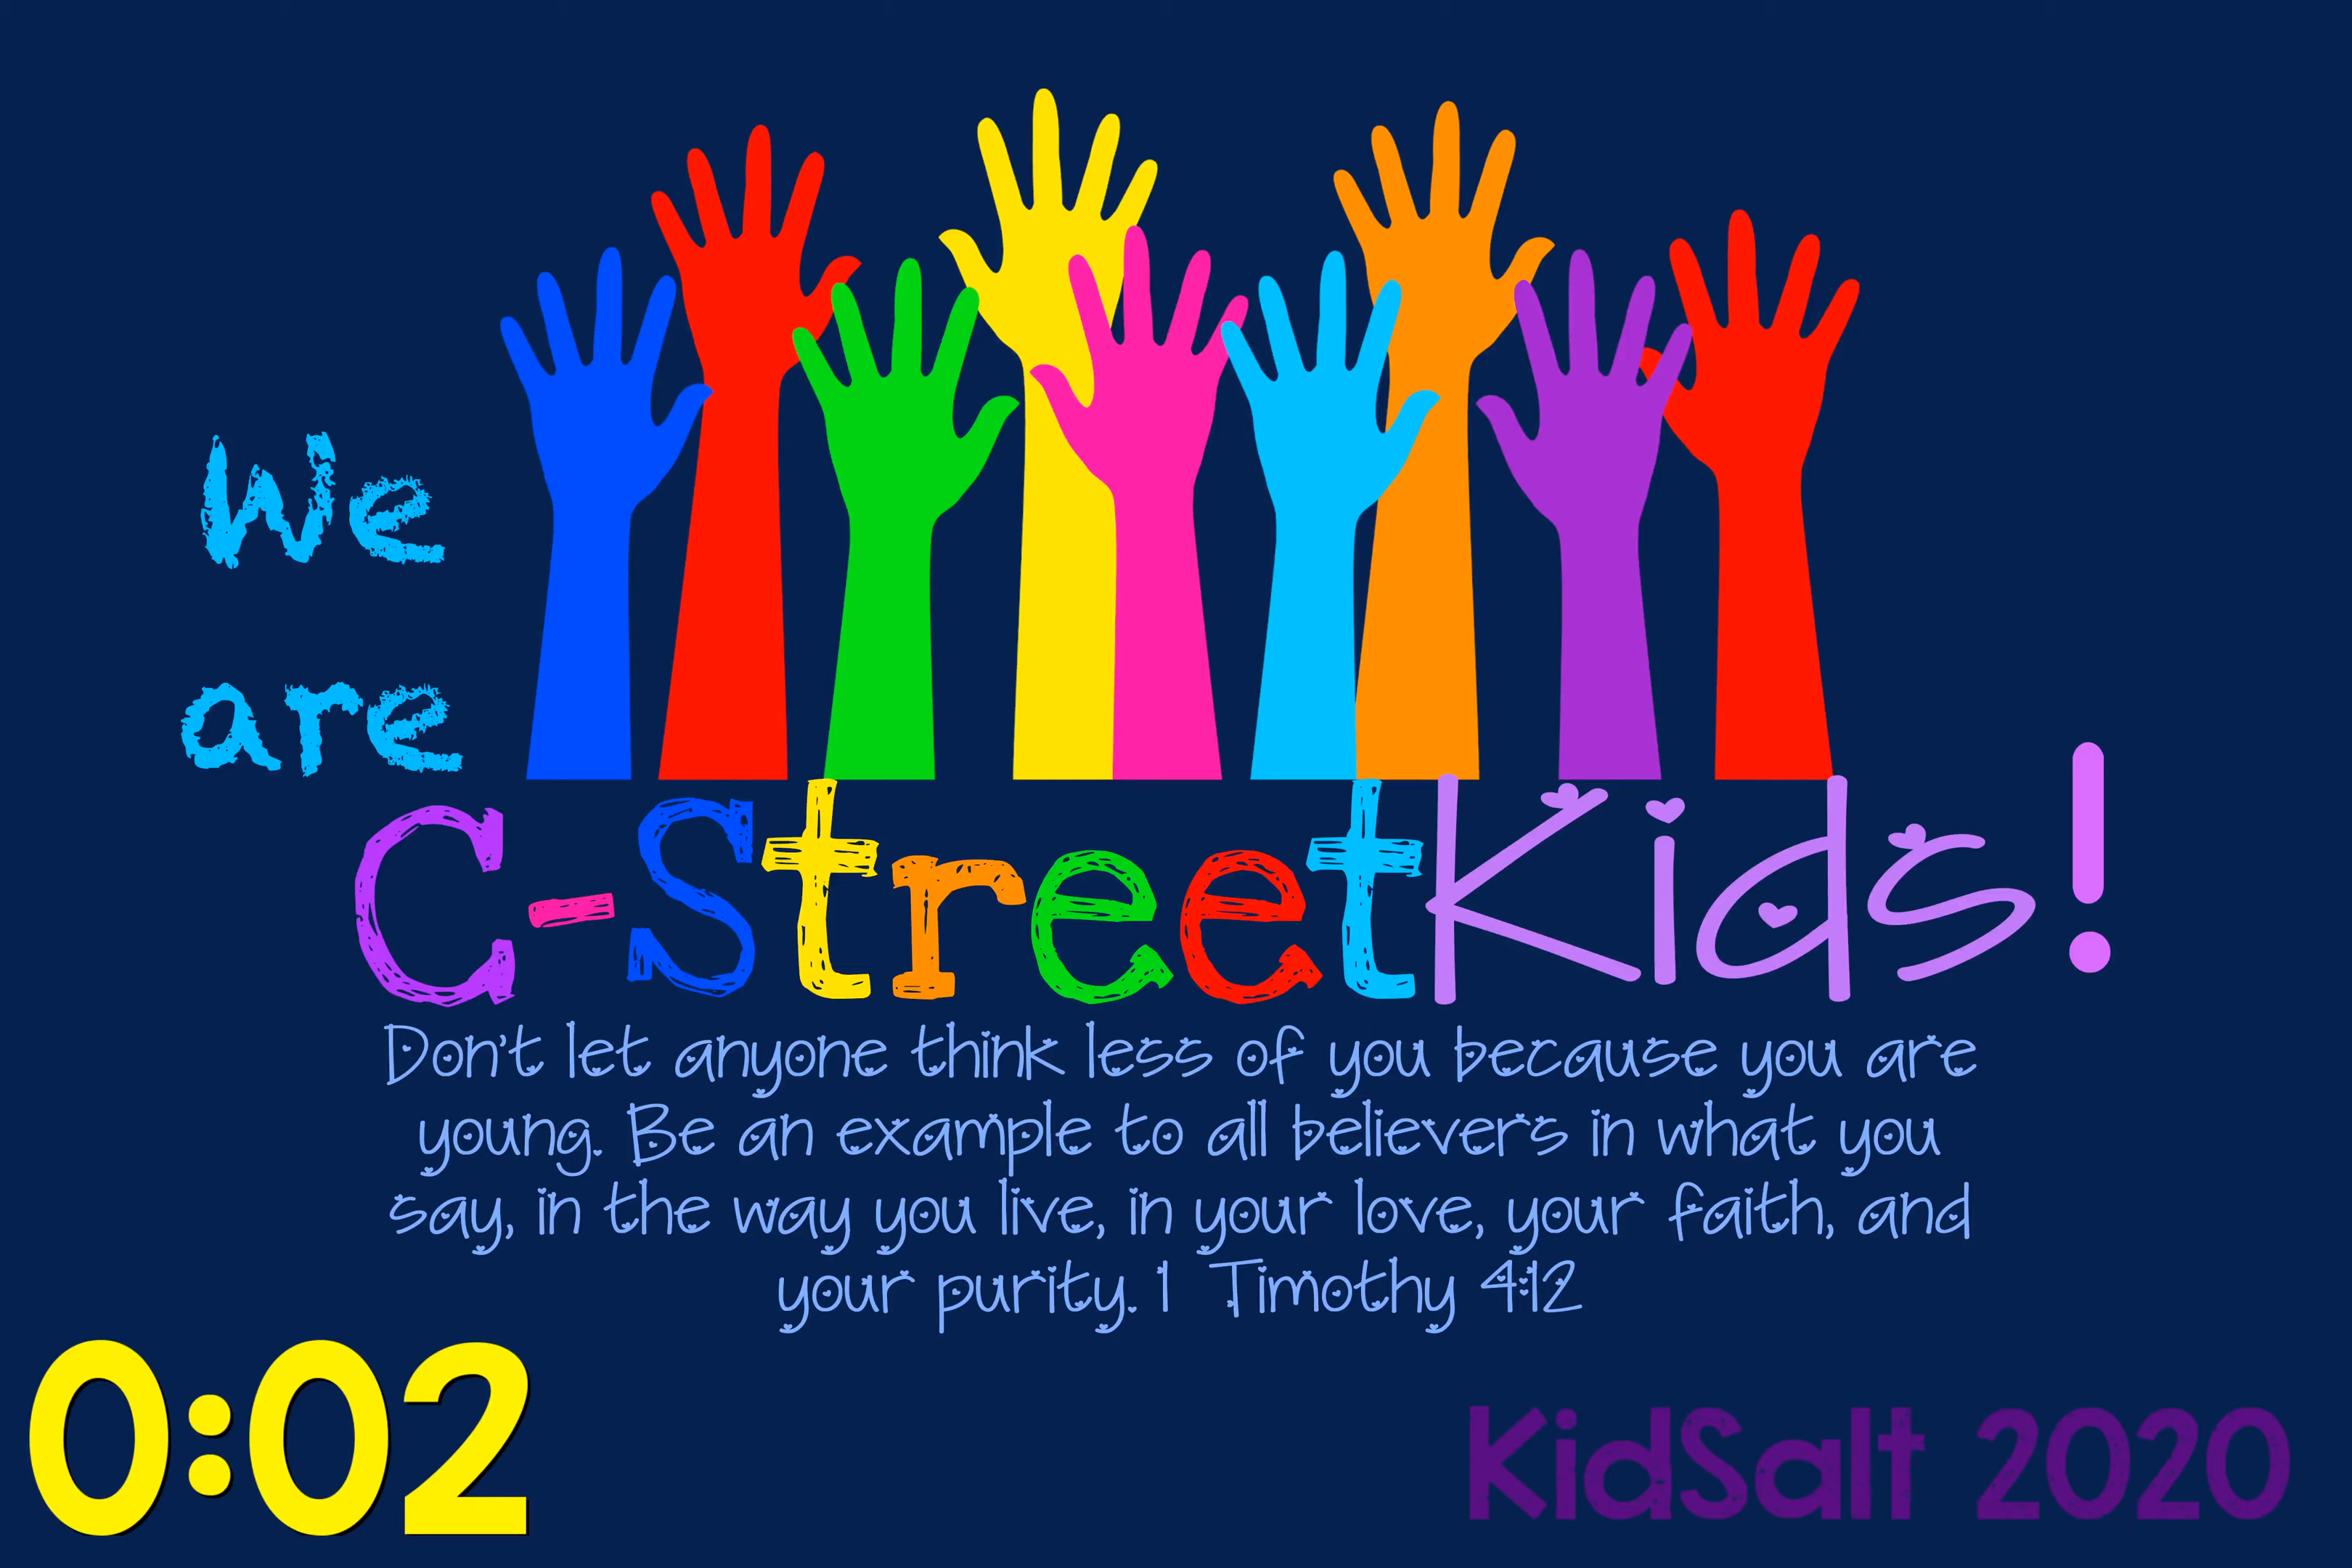 We
are
C-StreetKids!
Don't let anyone think less of you because you are
young. Be an example to all believers in what you
say, in the way you live, in your love, your faith, and
your purity. 1 Timothy 4:12
0:02
KidSalt 2020